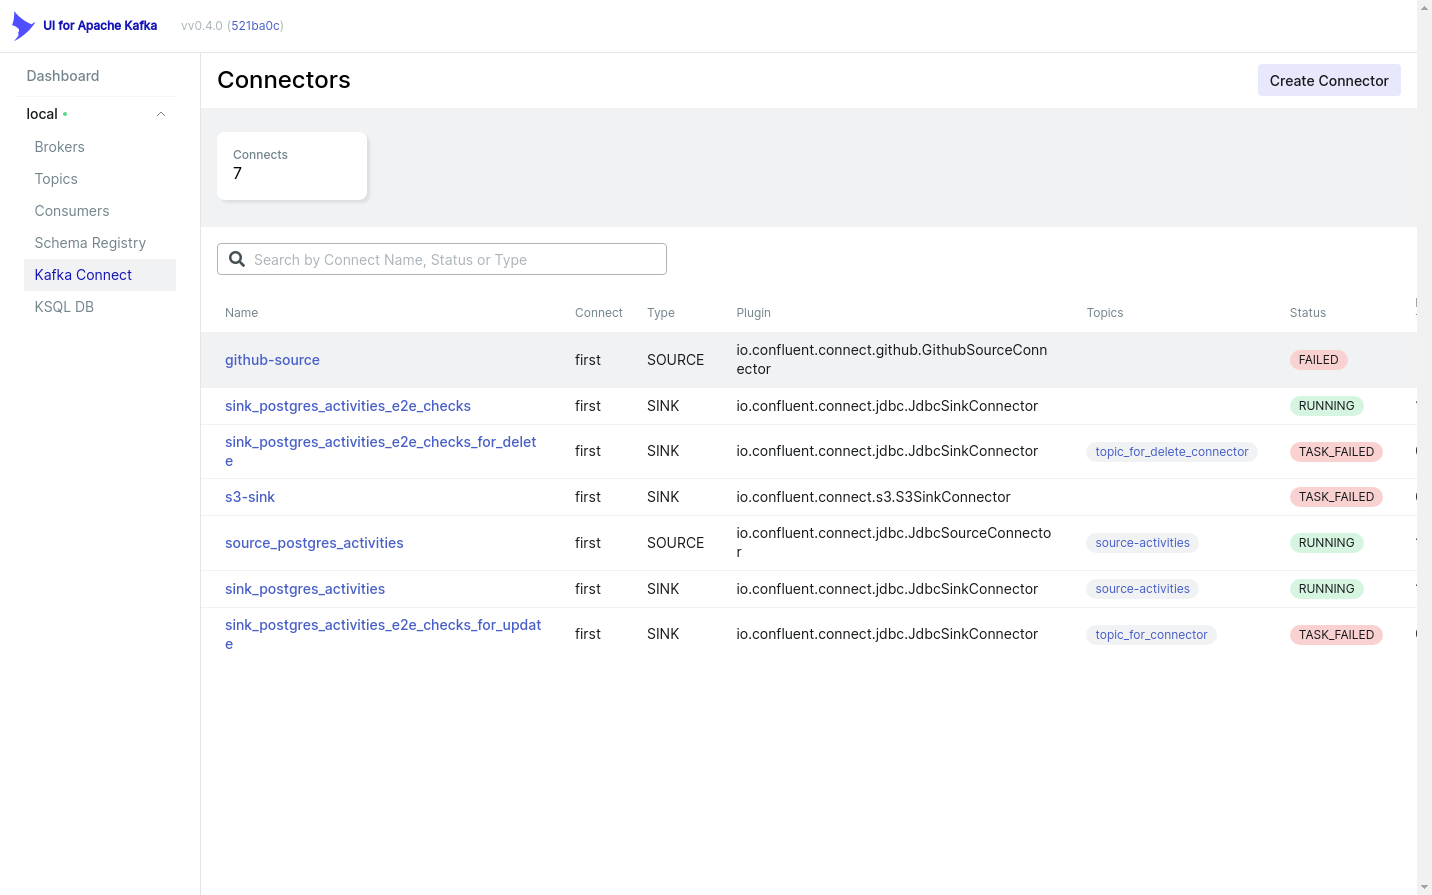 UI for Apache Kafka vv0.4.0 (521ba0c)
Dashboard
local
Brokers
Topics
Consumers
Schema Registry
Kafka Connect
KSQL DB
Connectors
Create Connector
Connects
7
Search by Connect Name, Status or Type
Name Connect Type Plugin Topics Status
github-source first SOURCE io.confluent.connect.github.GithubSourceConn
ector FAILED
sink_postgres_activities_e2e_checks first SINK io.confluent.connect.jdbc.JdbcSinkConnector RUNNING
sink_postgres_activities_e2e_checks_for_delet
e first SINK io.confluent.connect.jdbc.JdbcSinkConnector topic_for_delete_connector TASK_FAILED
s3-sink first SINK io.confluent.connect.s3.S3SinkConnector TASK_FAILED
source_postgres_activities first SOURCE io.confluent.connect.jdbc.JdbcSourceConnecto
r source-activities RUNNING
sink_postgres_activities first SINK io.confluent.connect.jdbc.JdbcSinkConnector source-activities RUNNING
sink_postgres_activities_e2e_checks_for_updat
e first SINK io.confluent.connect.jdbc.JdbcSinkConnector topic_for_connector TASK_FAILED